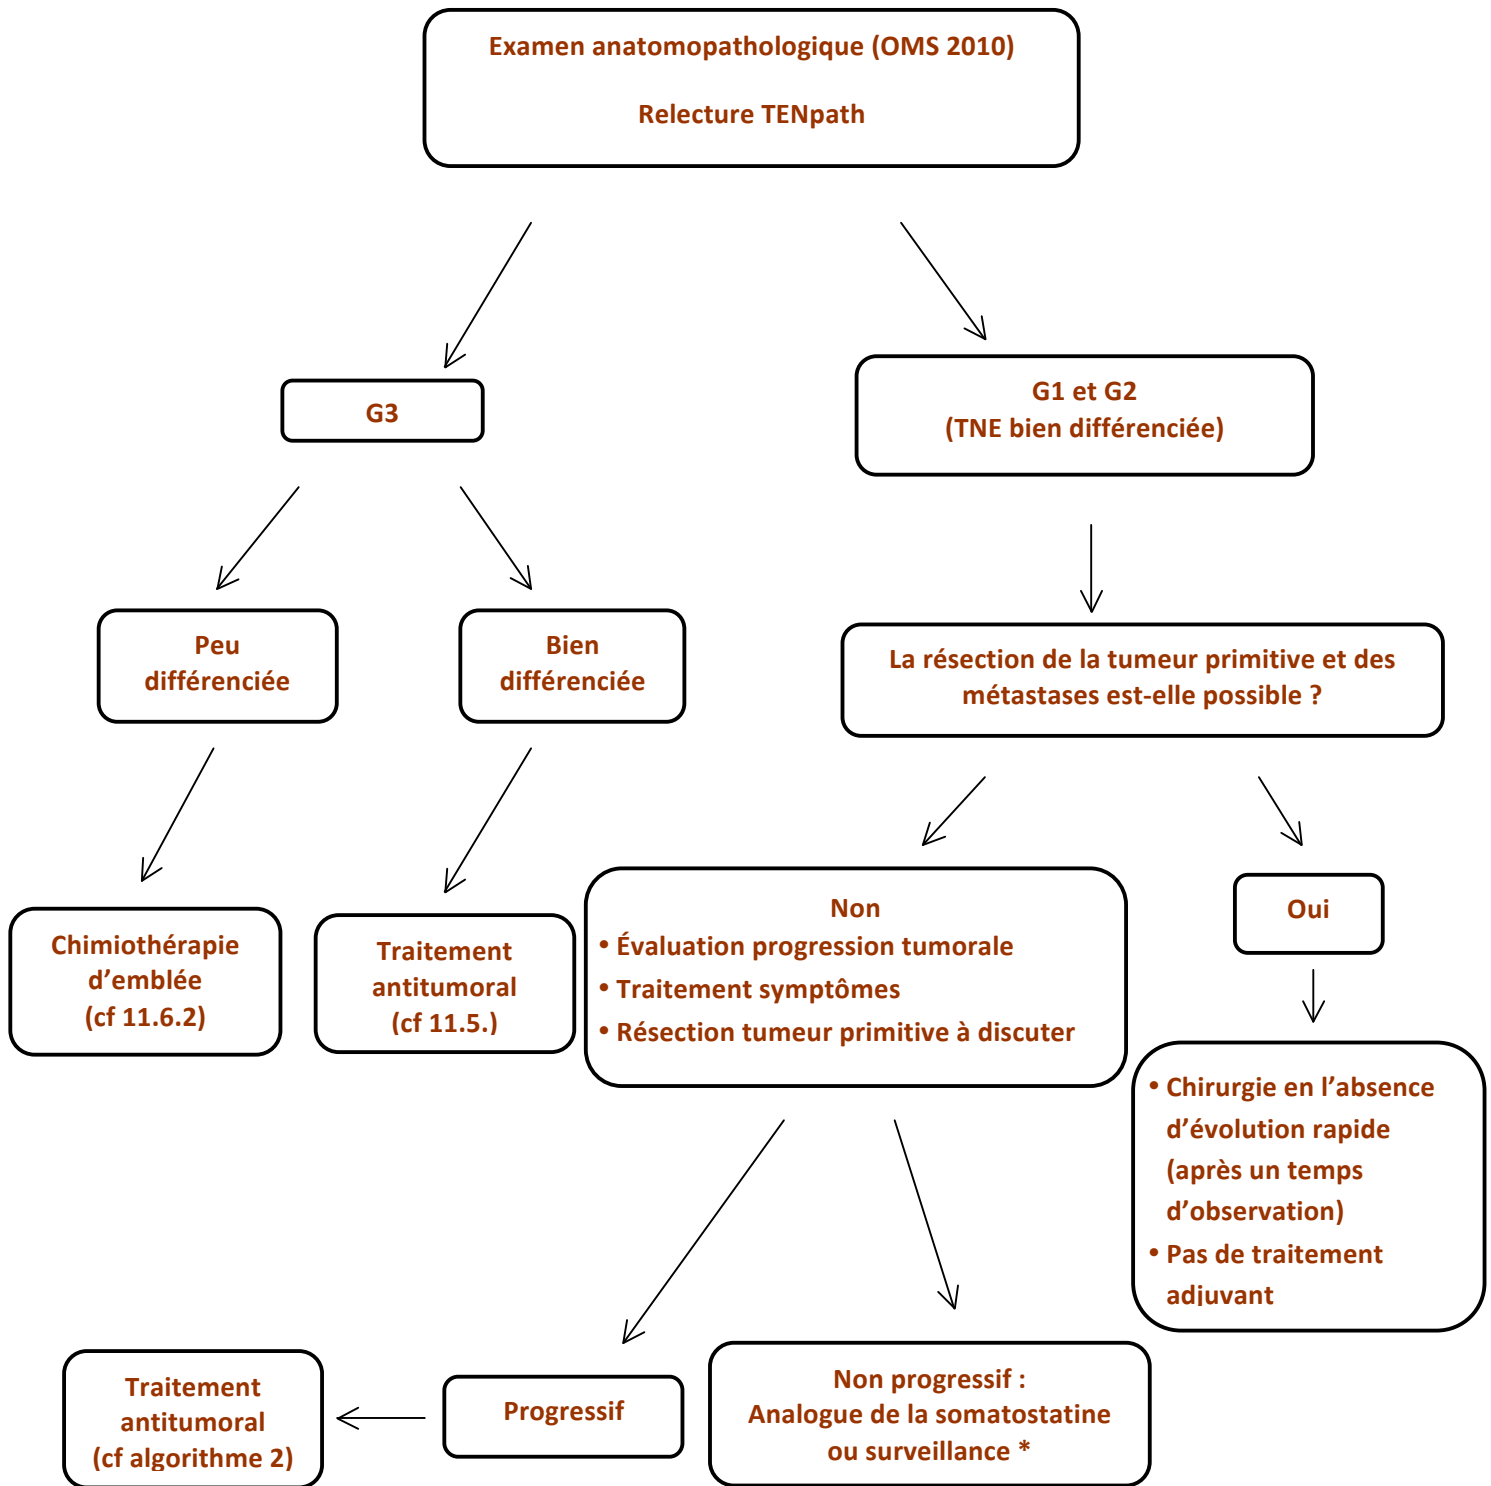 Examen anatomopathologique (OMS 2010)
Relecture TENpath
G3
G1 et G2
(TNE bien différenciée)
Peu
différenciée
Bien
différenciée
La résection de la tumeur primitive et des
métastases est-elle possible ?
Chimiothérapie
d’emblée
(cf 11.6.2)
Traitement
antitumoral
(cf 11.5.)
Non
• Évaluation progression tumorale
• Traitement symptômes
• Résection tumeur primitive à discuter
Oui
• Chirurgie en l’absence
d’évolution rapide
(après un temps
d’observation)
• Pas de traitement
adjuvant
Traitement
antitumoral
(cf algorithme 2)
Progressif
Non progressif :
Analogue de la somatostatine
ou surveillance *